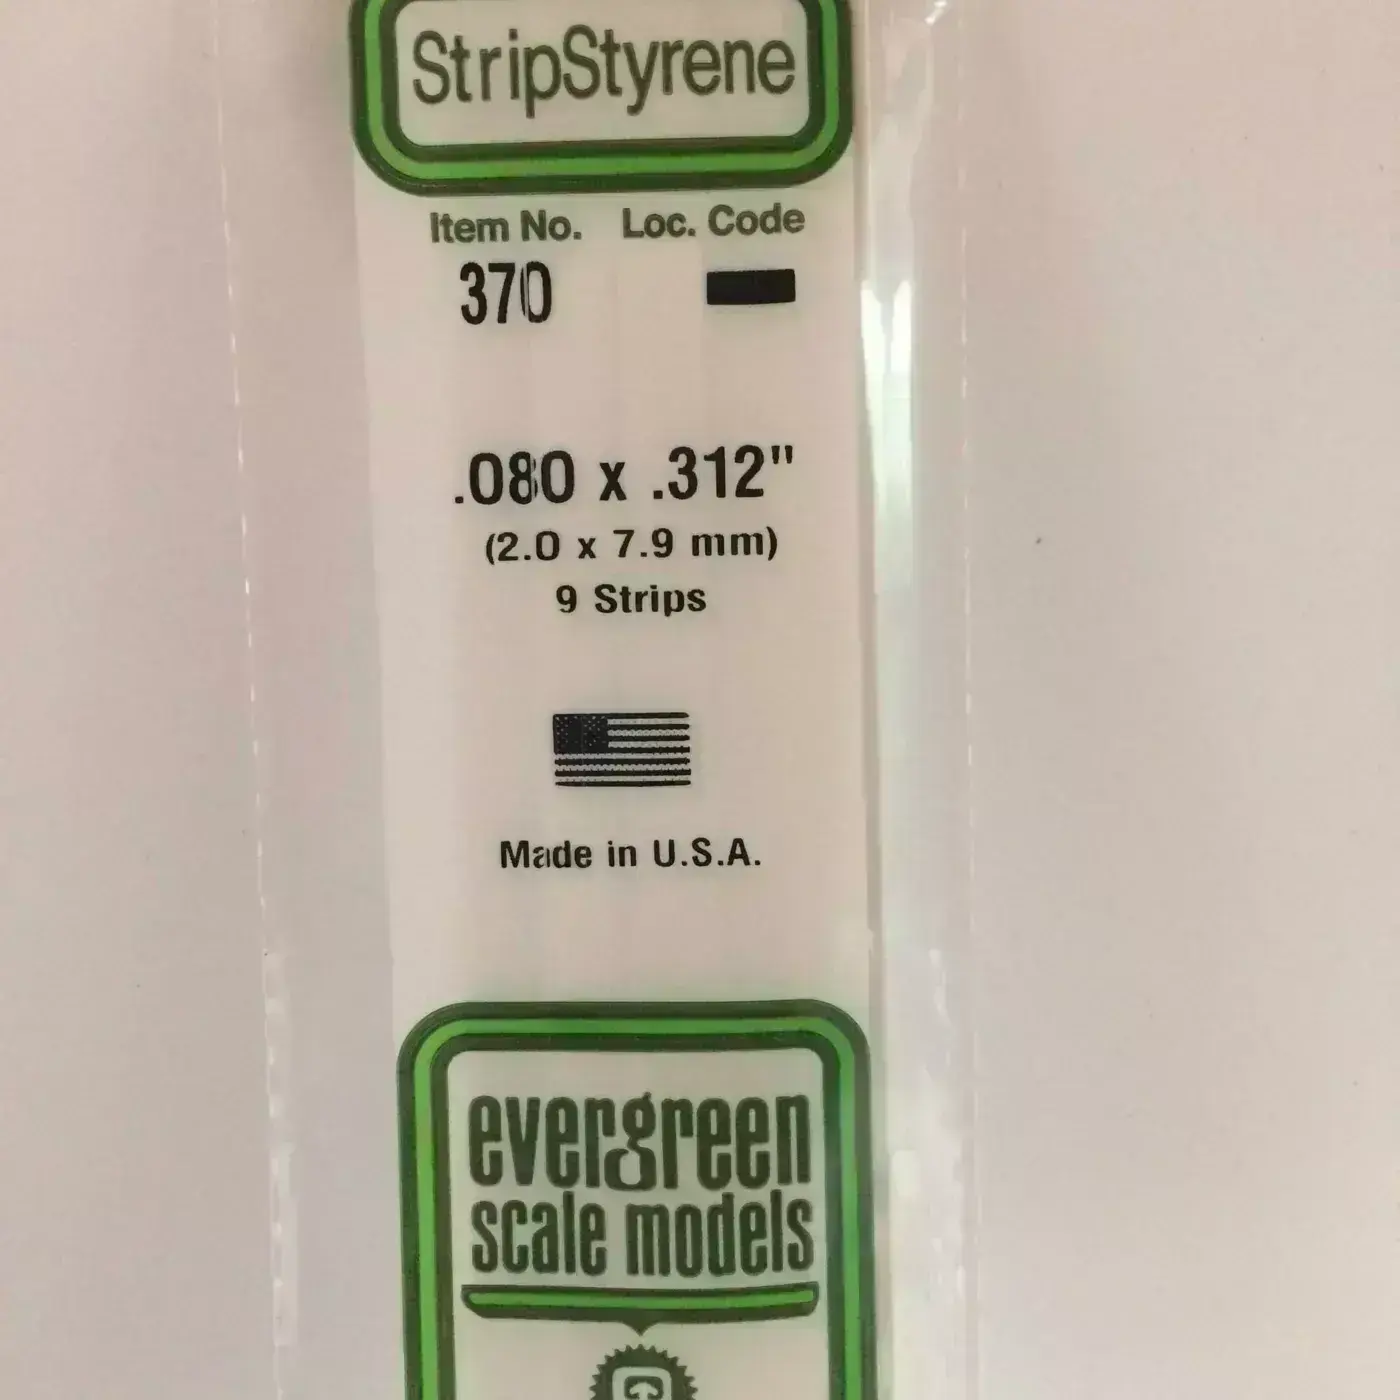 StripStyrene
Item No. Loc. Code
370
.080 x .312"
(2.0 x 7.9 mm)
9 Strips
Made in U.S.A.
evergreen
scale models